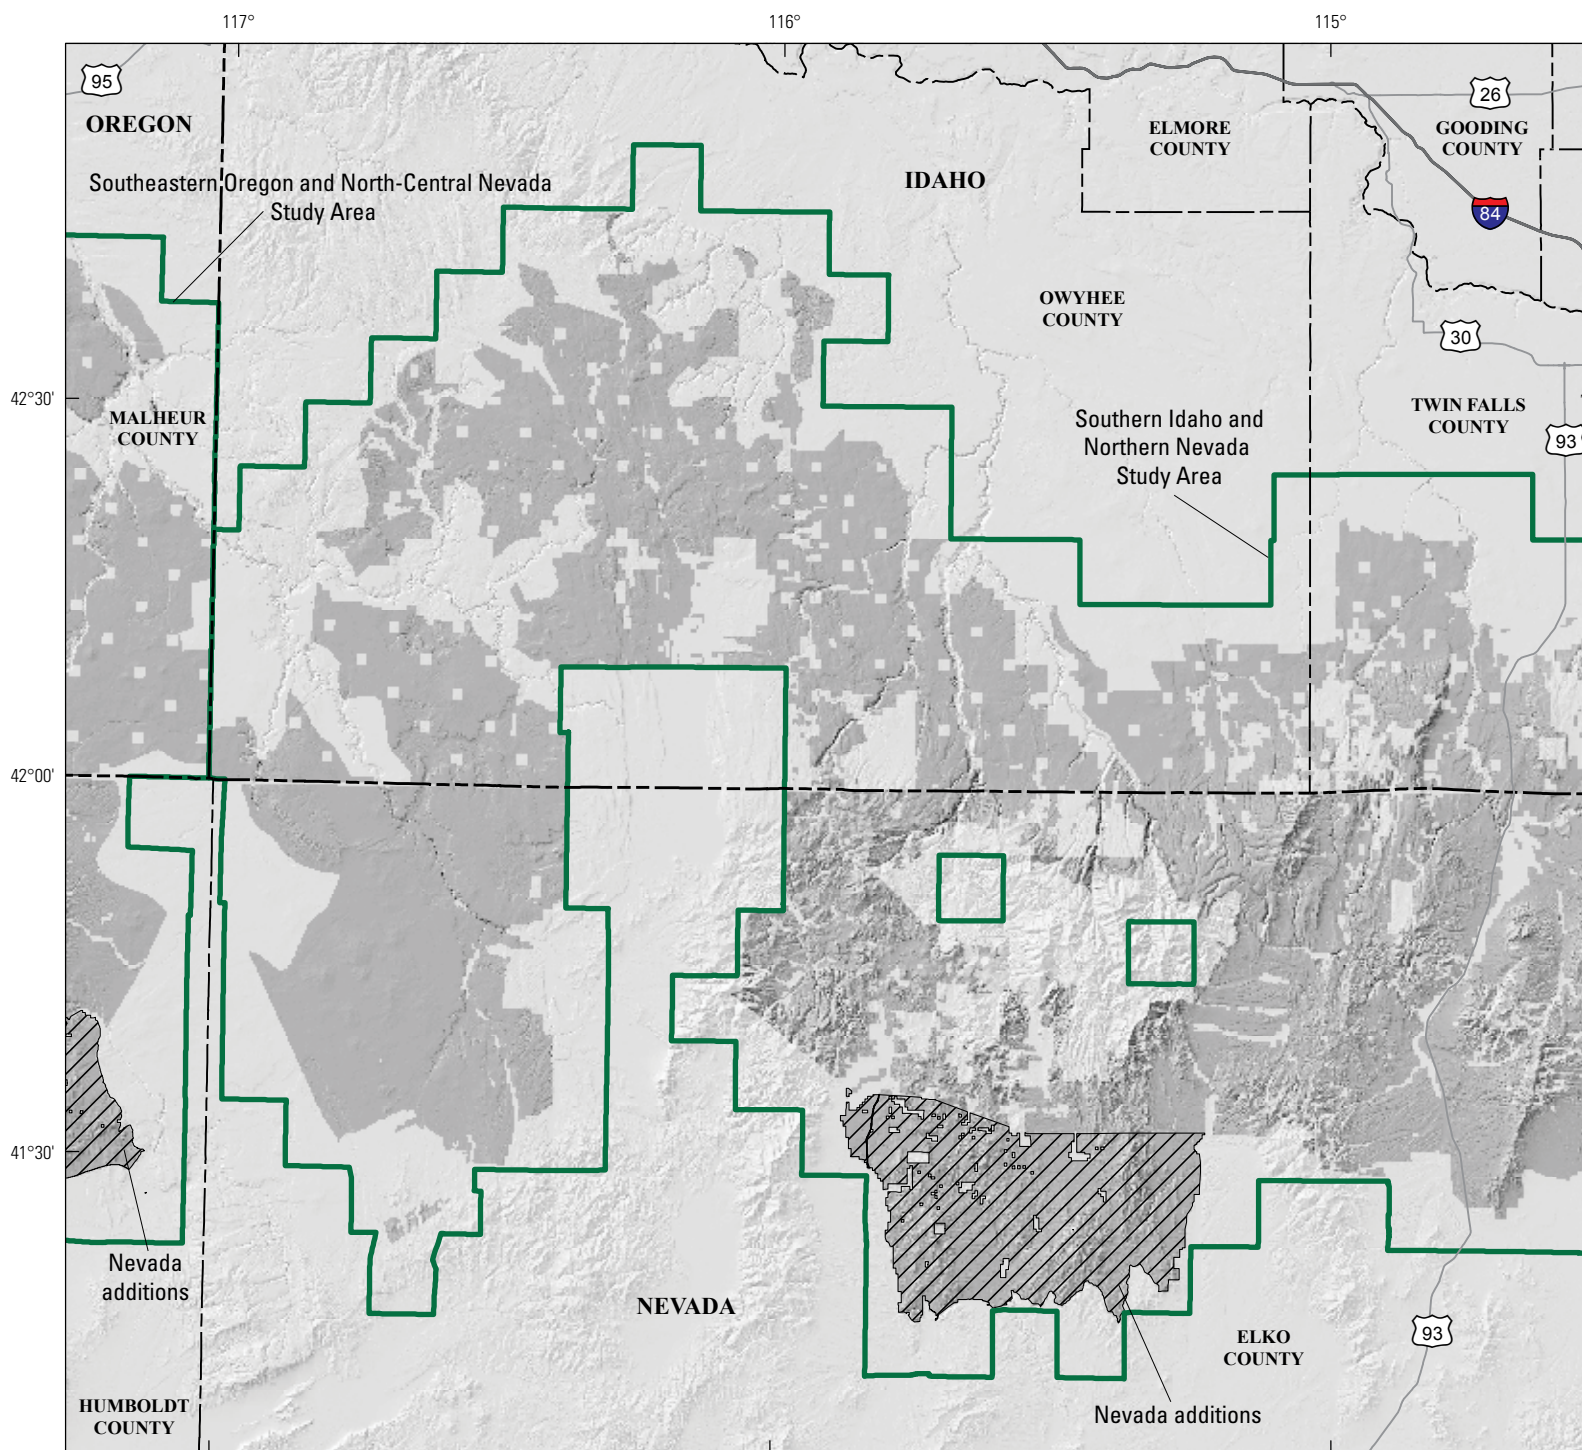 117°
116°
115°
95
26
OREGON
ELMORE
COUNTY
GOODING
COUNTY
IDAHO
Southeastern Oregon and North-Central Nevada
Study Area
84
OWYHEE
COUNTY
30
42°30'
MALHEUR
COUNTY
Southern Idaho and
Northern Nevada
Study Area
TWIN FALLS
COUNTY
93
42°00'
41°30'
Nevada
additions
NEVADA
93
ELKO
COUNTY
HUMBOLDT
COUNTY
Nevada additions